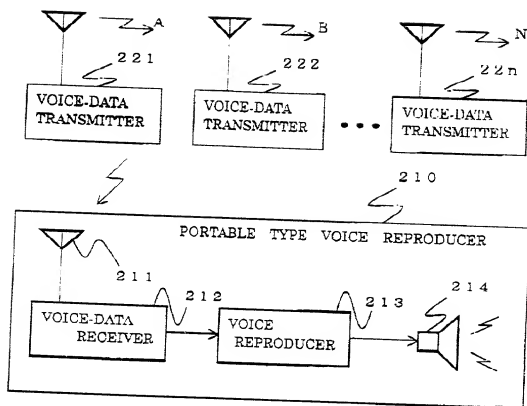 A B N
221 222 22n
VOICE-DATA TRANSMITTER
VOICE-DATA TRANSMITTER
VOICE-DATA TRANSMITTER
210
PORTABLE TYPE VOICE REPRODUCER
211 212 213 214
VOICE-DATA RECEIVER
VOICE REPRODUCER